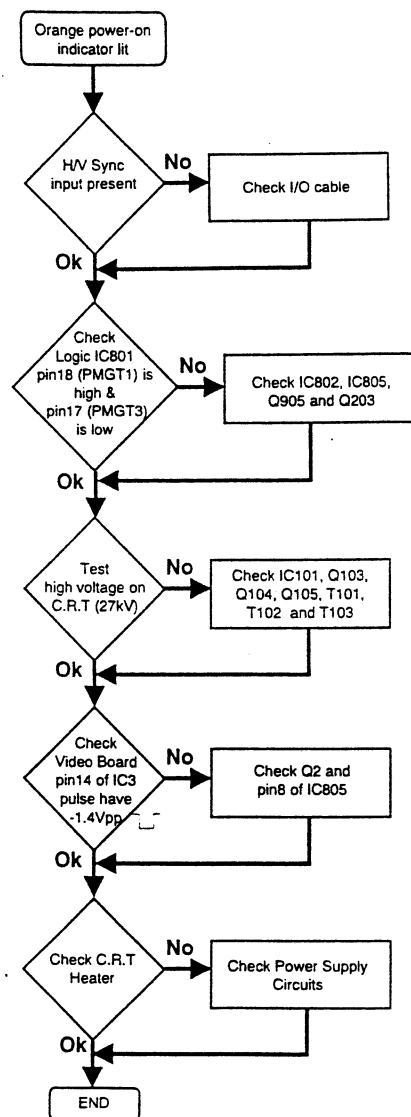 Orange power-on
indicator lit
H/V Sync
input present
No
Check I/O cable
Ok
Check
Logic IC801
pin18 (PMGT1) is
high &
pin17 (PMGT3)
is low
No
Check IC802, IC805,
Q905 and Q203
Ok
Test
high voltage on
C.R.T (27kV)
No
Check IC101, Q103,
Q104, Q105, T101,
T102 and T103
Ok
Check
Video Board
pin14 of IC3
pulse have
-1.4Vpp
No
Check Q2 and
pin8 of IC805
Ok
Check C.R.T
Heater
No
Check Power Supply
Circuits
Ok
END